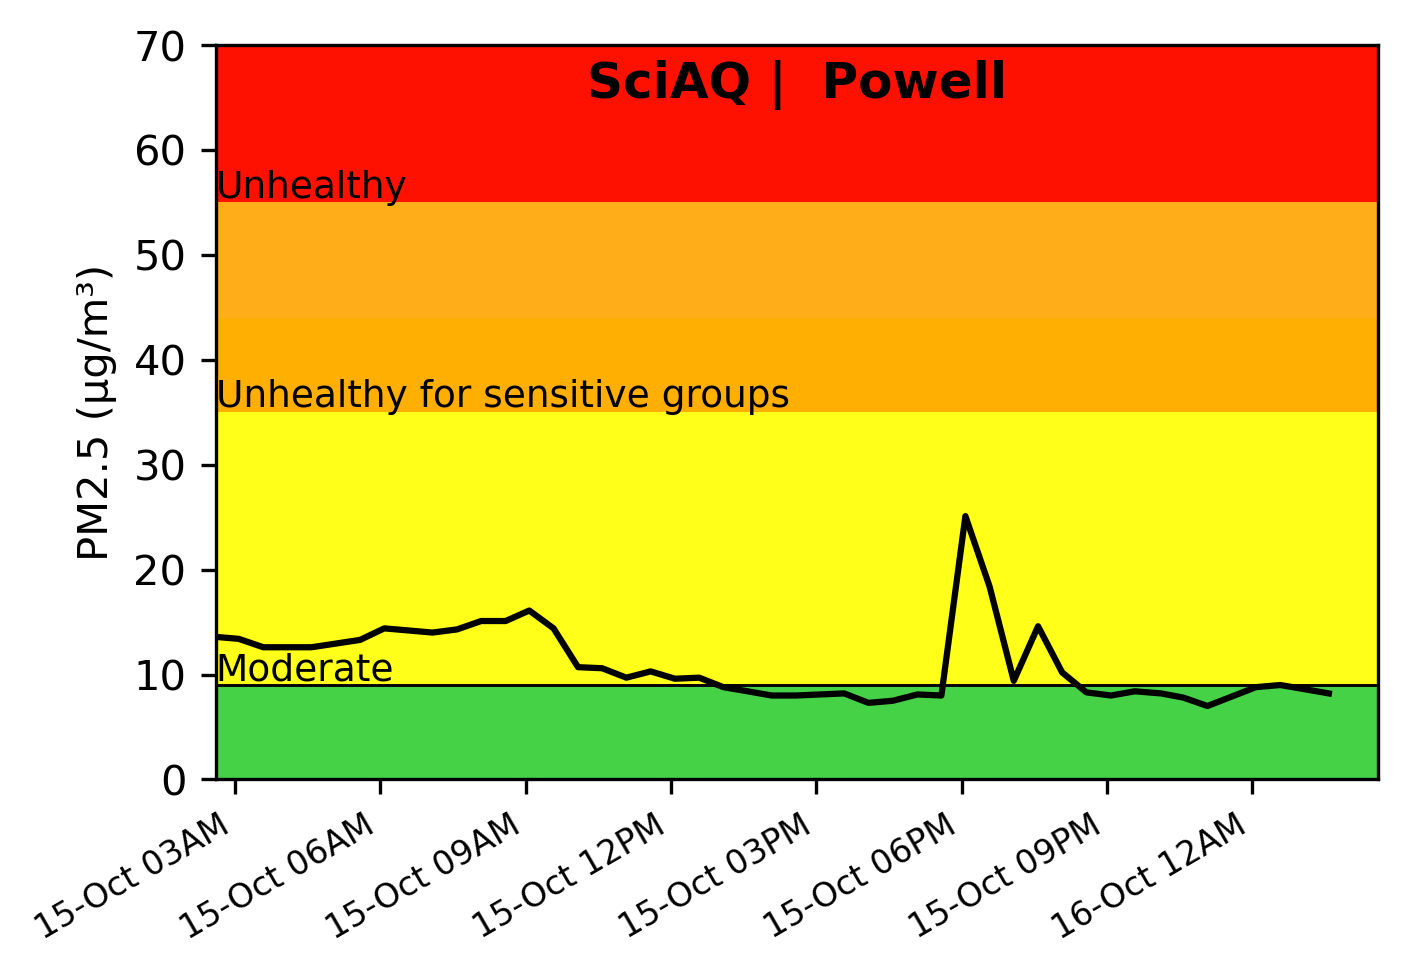 SciAQ |  Powell
70
60
50
40
30
20
10
0
PM2.5 (µg/m³)
Unhealthy
Unhealthy for sensitive groups
Moderate
15-Oct 03AM
15-Oct 06AM
15-Oct 09AM
15-Oct 12PM
15-Oct 03PM
15-Oct 06PM
15-Oct 09PM
16-Oct 12AM